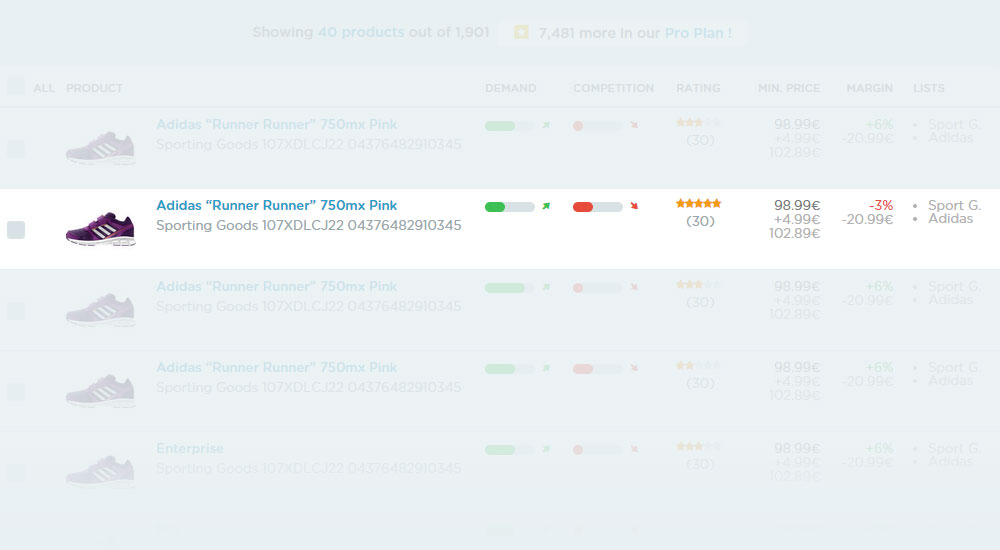 Showing 40 products out of 1,901 7,481 more in our Pro Plan !
ALL PRODUCT DEMAND COMPETITION RATING MIN. PRICE MARGIN LISTS
Adidas “Runner Runner” 750mx Pink 98.99€ +6% • Sport G.
Sporting Goods 107XDLCJ22 04376482910345 (30) +4.99€ -20.99€ • Adidas
102.89€
Adidas “Runner Runner” 750mx Pink 98.99€ -3% • Sport G.
Sporting Goods 107XDLCJ22 04376482910345 (30) +4.99€ -20.99€ • Adidas
102.89€
Adidas “Runner Runner” 750mx Pink 98.99€ +6% • Sport G.
Sporting Goods 107XDLCJ22 04376482910345 (30) +4.99€ -20.99€ • Adidas
102.89€
Adidas “Runner Runner” 750mx Pink 98.99€ +6% • Sport G.
Sporting Goods 107XDLCJ22 04376482910345 (30) +4.99€ -20.99€ • Adidas
102.89€
Enterprise 98.99€ +6% • Sport G.
Sporting Goods 107XDLCJ22 04376482910345 (30) +4.99€ -20.99€ • Adidas
102.89€